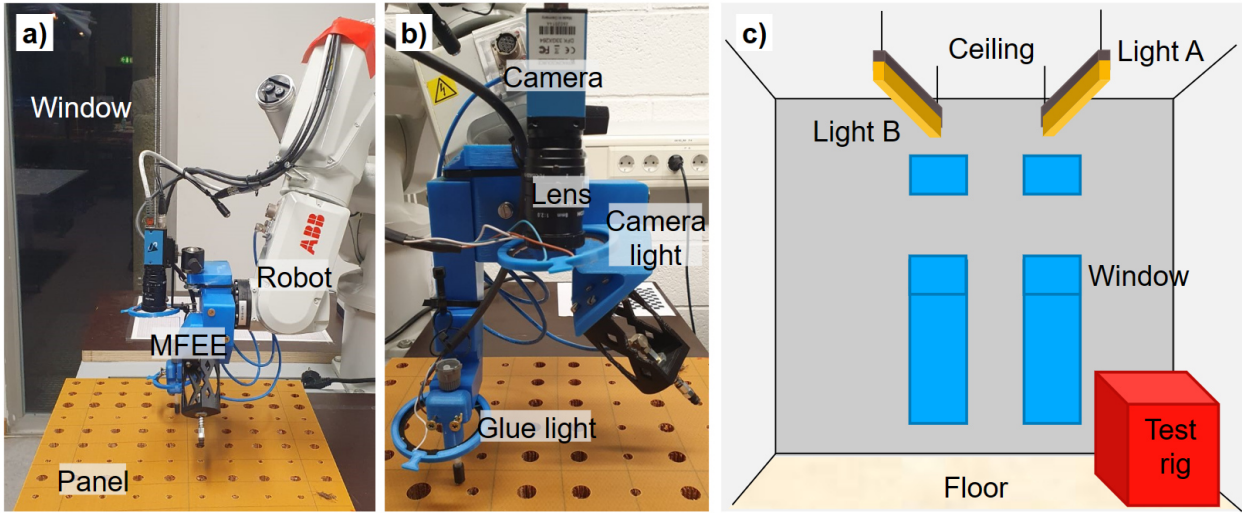 a)
Window
ABB
Robot
MFEE
Panel
b)
Camera
Lens
Camera
light
Glue light
c)
Ceiling
Light A
Light B
Window
Test
rig
Floor